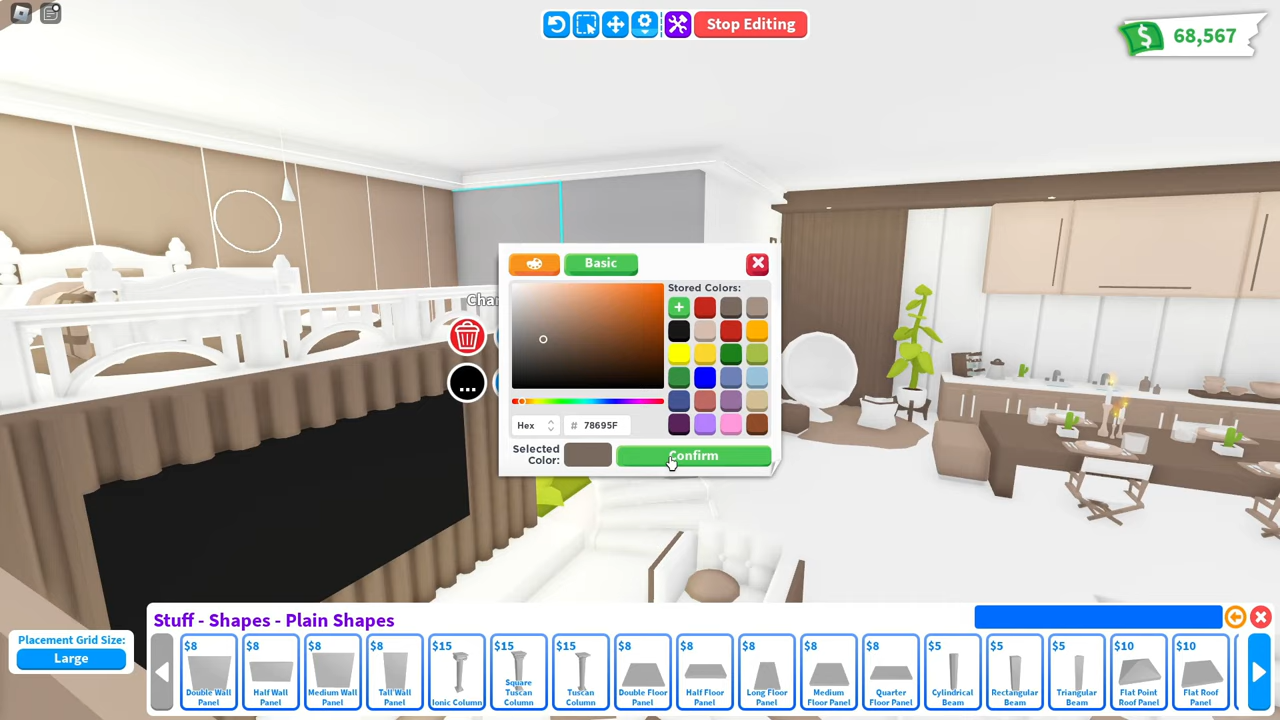 Stop Editing
$ 68,567
Basic
Stored Colors:
Char
...
Hex
# 78695F
Selected
Color:
Confirm
Stuff - Shapes - Plain Shapes
Placement Grid Size:
Large
$8
Double Wall
Panel
$8
Half Wall
Panel
$8
Medium Wall
Panel
$8
Tall Wall
Panel
$15
Ionic Column
$15
Square
Tuscan
Column
$15
Tuscan
Column
$8
Double Floor
Panel
$8
Half Floor
Panel
$8
Long Floor
Panel
$8
Medium
Floor Panel
$8
Quarter
Floor Panel
$5
Cylindrical
Beam
$5
Rectangular
Beam
$5
Triangular
Beam
$10
Flat Point
Roof Panel
$10
Flat Roof
Panel